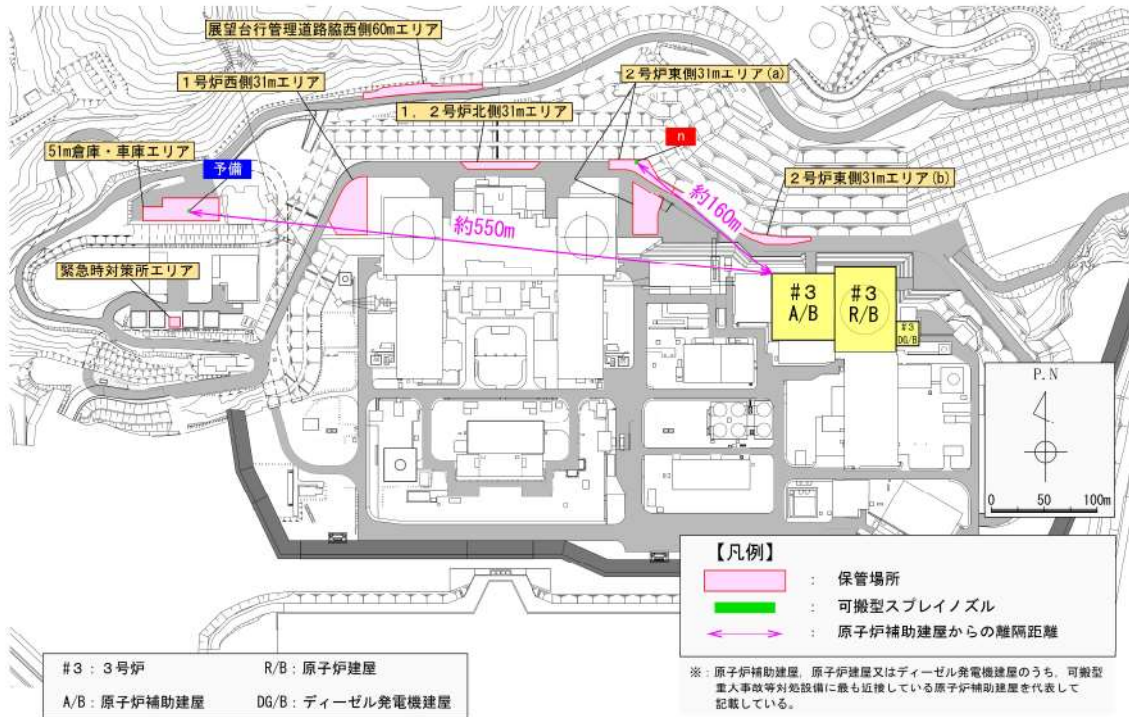 展望台行管理道路脇西側60mエリア
1号炉西側31mエリア
2号炉東側31mエリア(a)
1，2号炉北側31mエリア
n
51m倉庫・車庫エリア
予備
2号炉東側31mエリア(b)
約160m
約550m
緊急時対策所エリア
#3
A/B
#3
R/B
#3
DG/B
P.N
0 50 100m
【凡例】
： 保管場所
： 可搬型スプレイノズル
： 原子炉補助建屋からの離隔距離
#3：3号炉 R/B：原子炉建屋
A/B：原子炉補助建屋 DG/B：ディーゼル発電機建屋
※：原子炉補助建屋，原子炉建屋又はディーゼル発電機建屋のうち，可搬型
重大事故等対処設備に最も近接している原子炉補助建屋を代表して
記載している。